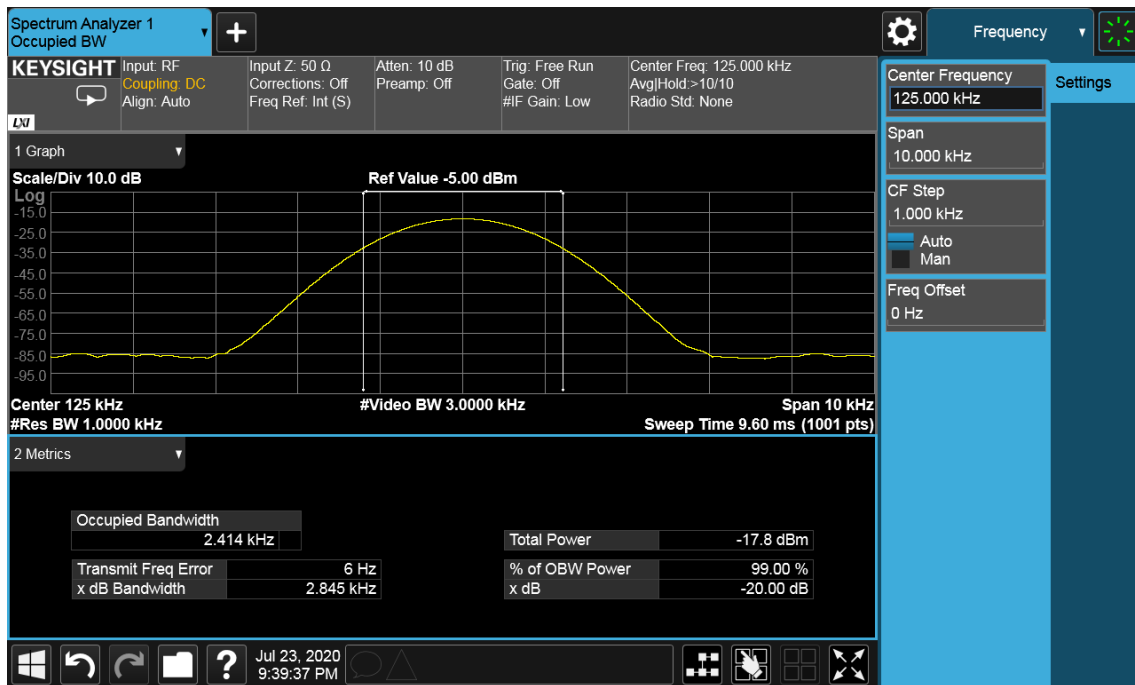 Spectrum Analyzer 1
Occupied BW
+
Frequency
KEYSIGHT
LXI
Input: RF
Coupling: DC
Align: Auto
Input Z: 50 Ω
Corrections: Off
Freq Ref: Int (S)
Atten: 10 dB
Preamp: Off
Trig: Free Run
Gate: Off
#IF Gain: Low
Center Freq: 125.000 kHz
Avg|Hold:>10/10
Radio Std: None
Center Frequency
125.000 kHz
Settings
Span
10.000 kHz
CF Step
1.000 kHz
Auto
Man
Freq Offset
0 Hz
1 Graph
Scale/Div 10.0 dB
Ref Value -5.00 dBm
Log
-15.0
-25.0
-35.0
-45.0
-55.0
-65.0
-75.0
-85.0
-95.0
Center 125 kHz
#Video BW 3.0000 kHz
Span 10 kHz
#Res BW 1.0000 kHz
Sweep Time 9.60 ms (1001 pts)
2 Metrics
Occupied Bandwidth
2.414 kHz
Total Power -17.8 dBm
Transmit Freq Error 6 Hz
% of OBW Power 99.00 %
x dB Bandwidth 2.845 kHz
x dB -20.00 dB
?
Jul 23, 2020
9:39:37 PM